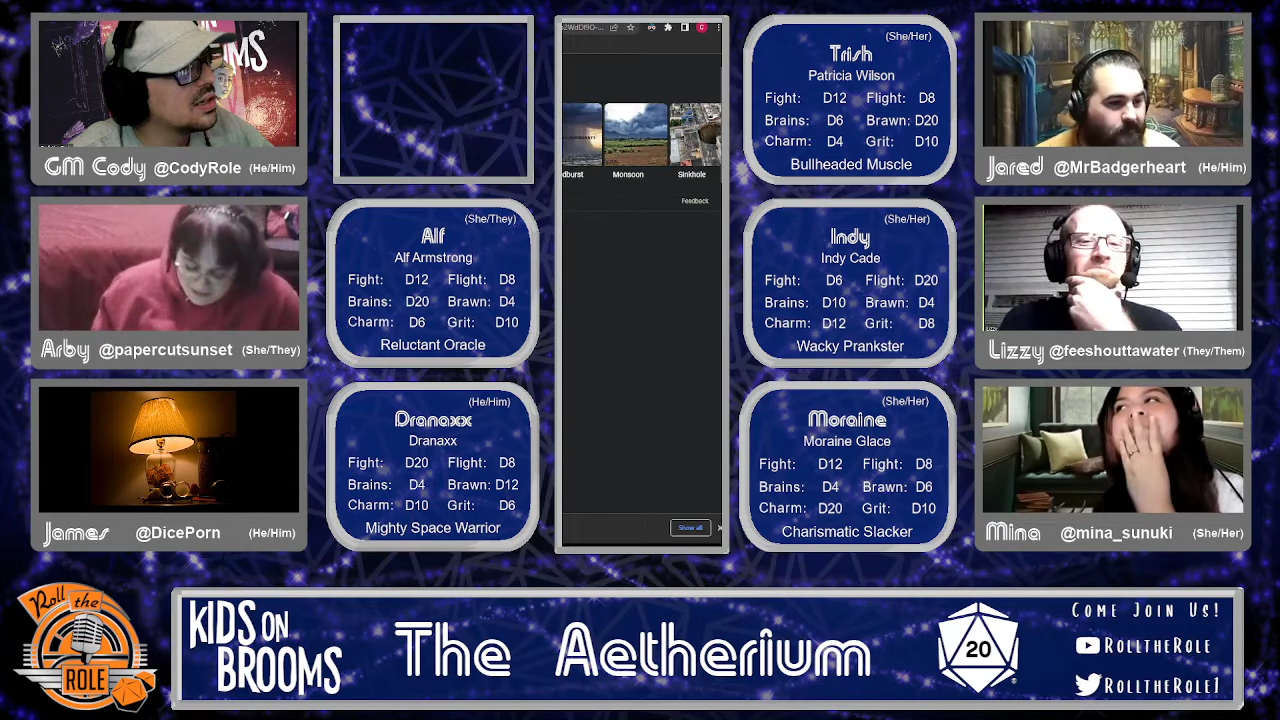 GM Cody @CodyRole (He/Him)
Arby @papercutsunset (She/They)
James @DicePorn (He/Him)
(She/They)
Alf
Alf Armstrong
Fight: D12 Flight: D8
Brains: D20 Brawn: D4
Charm: D6 Grit: D10
Reluctant Oracle
(He/Him)
Dranaxx
Dranaxx
Fight: D20 Flight: D8
Brains: D4 Brawn: D12
Charm: D10 Grit: D6
Mighty Space Warrior
dburst Monsoon Sinkhole
Feedback
Show all
(She/Her)
Trish
Patricia Wilson
Fight: D12 Flight: D8
Brains: D6 Brawn: D20
Charm: D4 Grit: D10
Bullheaded Muscle
(She/Her)
Indy
Indy Cade
Fight: D6 Flight: D20
Brains: D10 Brawn: D4
Charm: D12 Grit: D8
Wacky Prankster
(She/Her)
Moraine
Moraine Glace
Fight: D12 Flight: D8
Brains: D4 Brawn: D6
Charm: D20 Grit: D10
Charismatic Slacker
Jared @MrBadgerheart (He/Him)
Lizzy @feeshouttawater (They/Them)
Mina @mina_sunuki (She/Her)
Roll the
ROLE
KIDS ON
BROOMS
The Aetherium
20
COME JOIN US!
ROLLTHEROLE
ROLLTHEROLE1